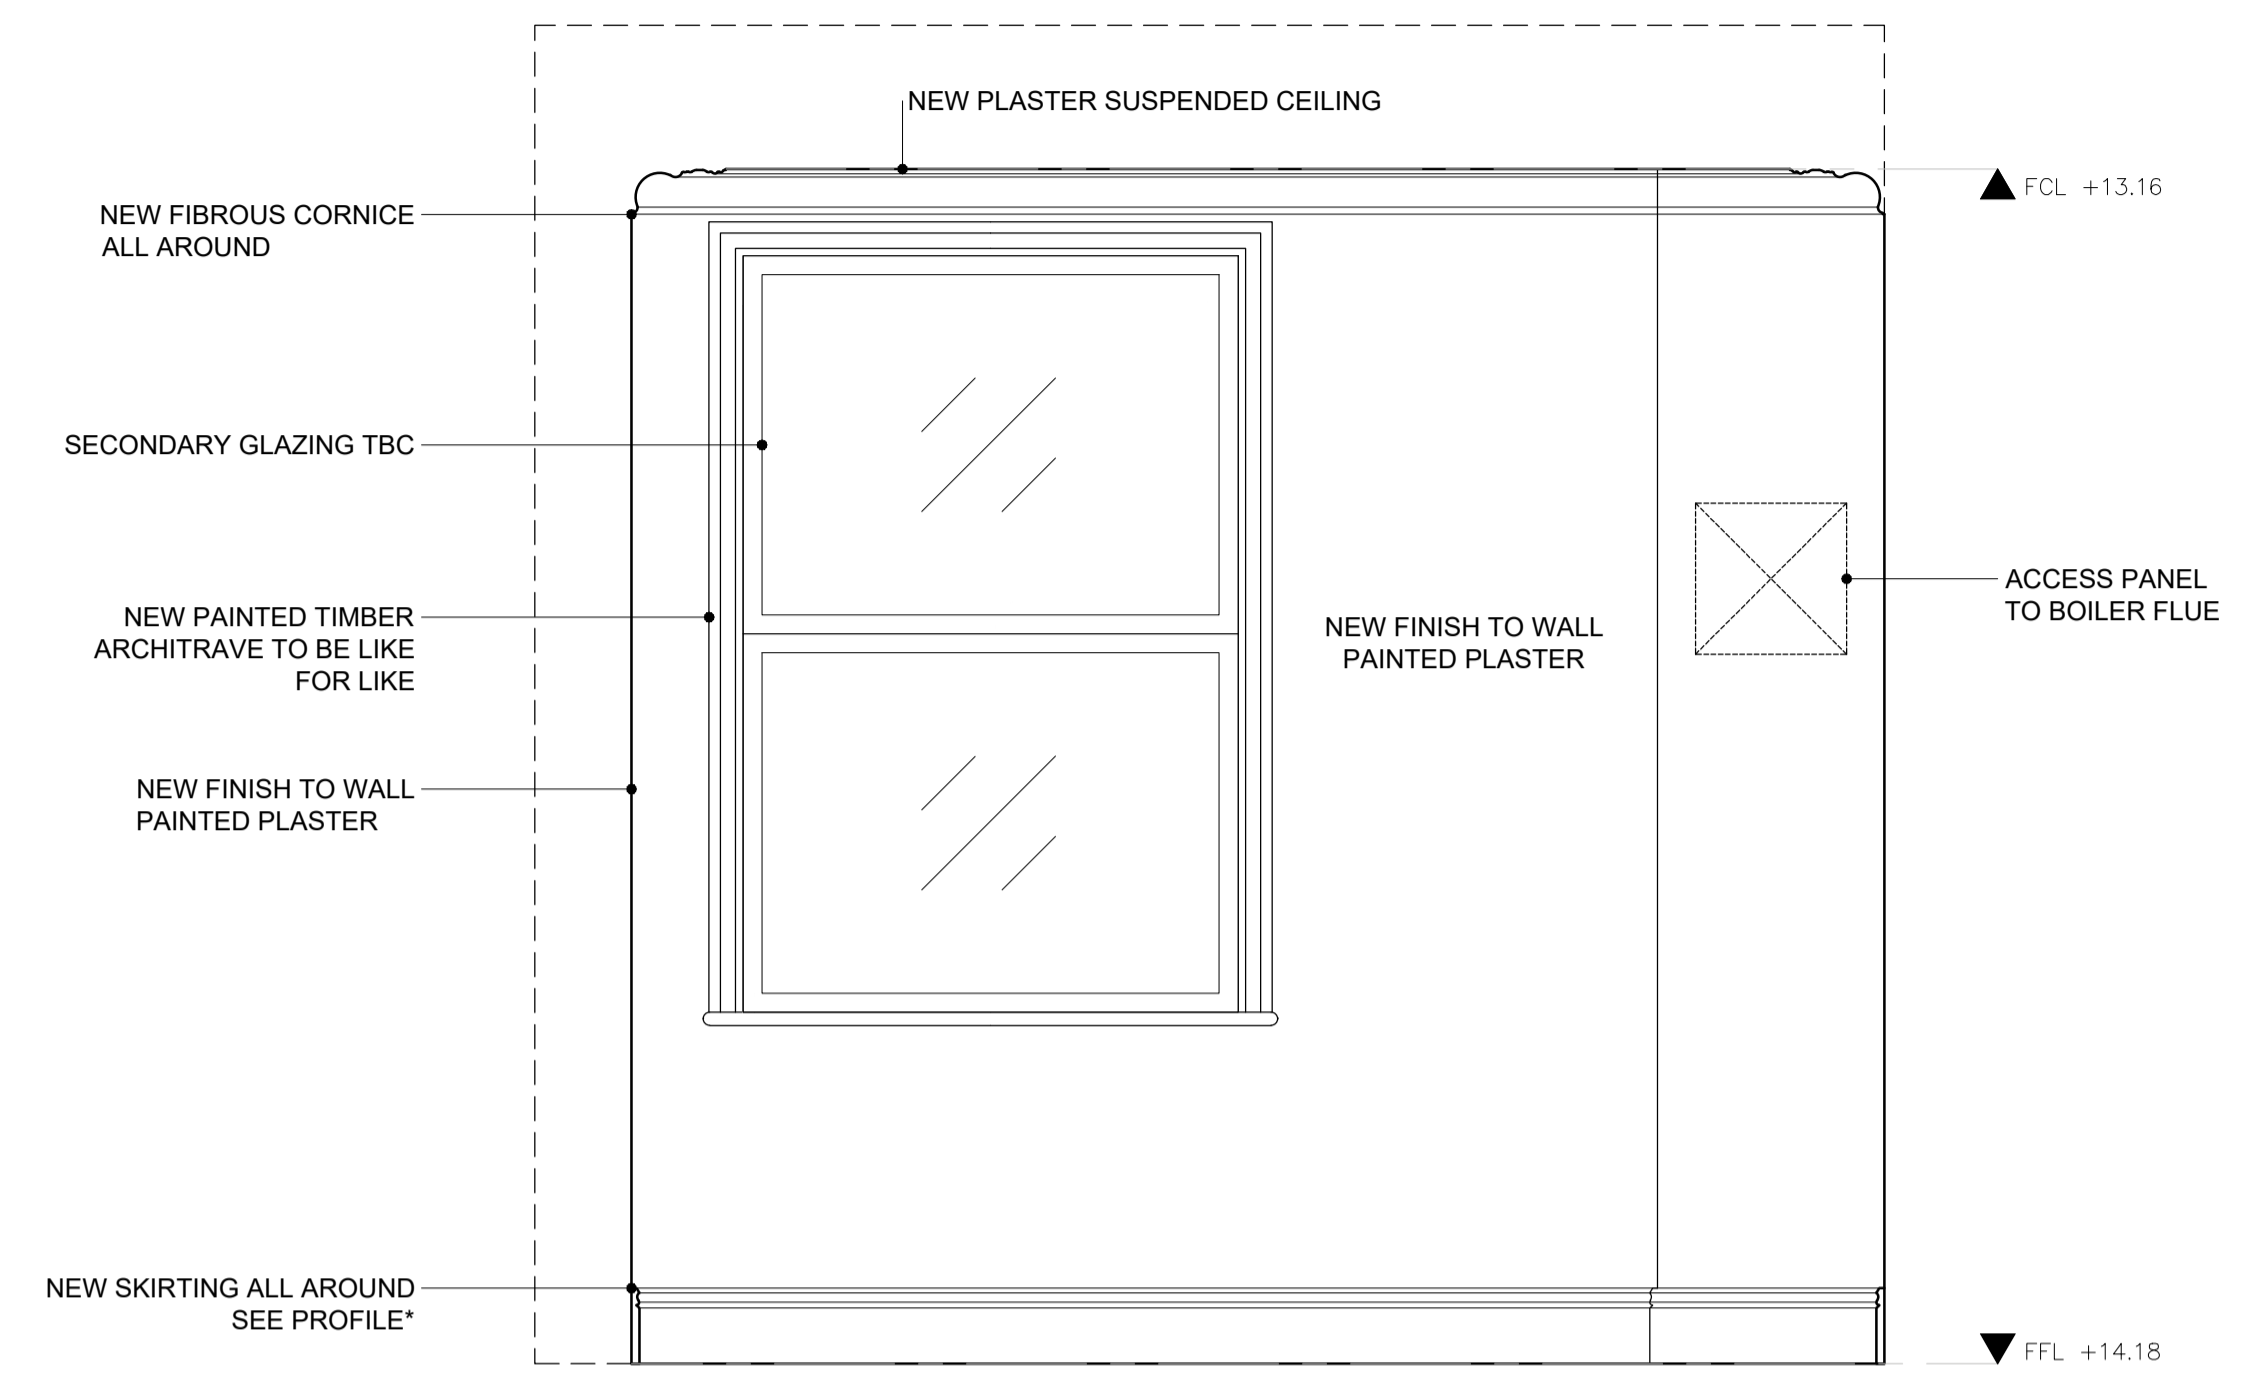 NEW PLASTER SUSPENDED CEILING
FCL +13.16
NEW FIBROUS CORNICE
ALL AROUND
SECONDARY GLAZING TBC
ACCESS PANEL
TO BOILER FLUE
NEW PAINTED TIMBER
ARCHITRAVE TO BE LIKE
FOR LIKE
NEW FINISH TO WALL
PAINTED PLASTER
NEW FINISH TO WALL
PAINTED PLASTER
NEW SKIRTING ALL AROUND
SEE PROFILE*
FFL +14.18